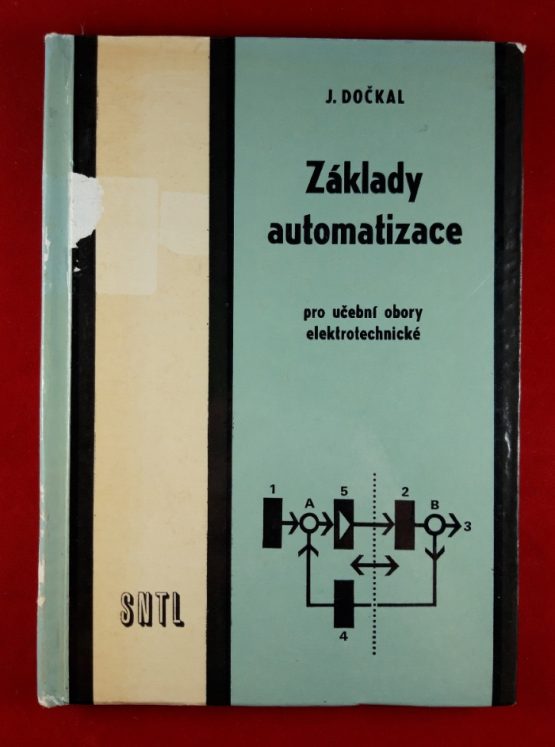 J. DOČKAL
Základy
automatizace
pro učební obory
elektrotechnické
1 A 5 2 B 3
4
SNTL